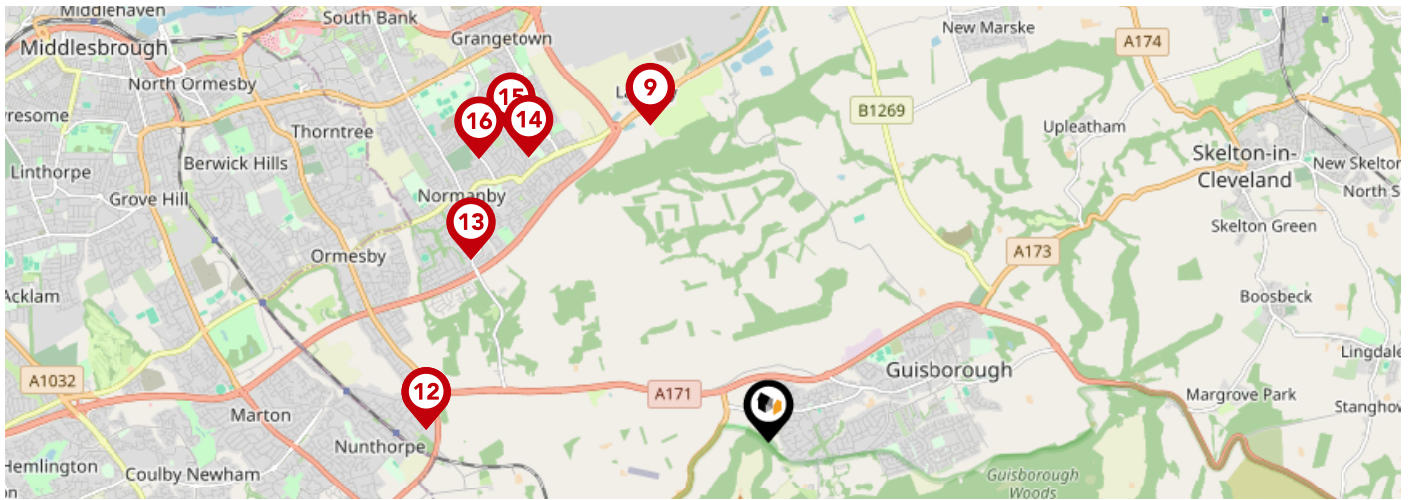 Middlehaven
South Bank
Grangetown
Middlesbrough
North Ormesby
New Marske
A174
9
15
14
16
B1269
Thorntree
Upleatham
Berwick Hills
Linthorpe
Skelton-in-
Cleveland
New Skelton
North S
Grove Hill
Normanby
13
Skelton Green
Ormesby
A173
Acklam
Boosbeck
Lingdale
Guisborough
A1032
12
A171
Margrove Park
Marton
Stanghow
Nunthorpe
Hemlington
Coulby Newham
Guisborough
Woods